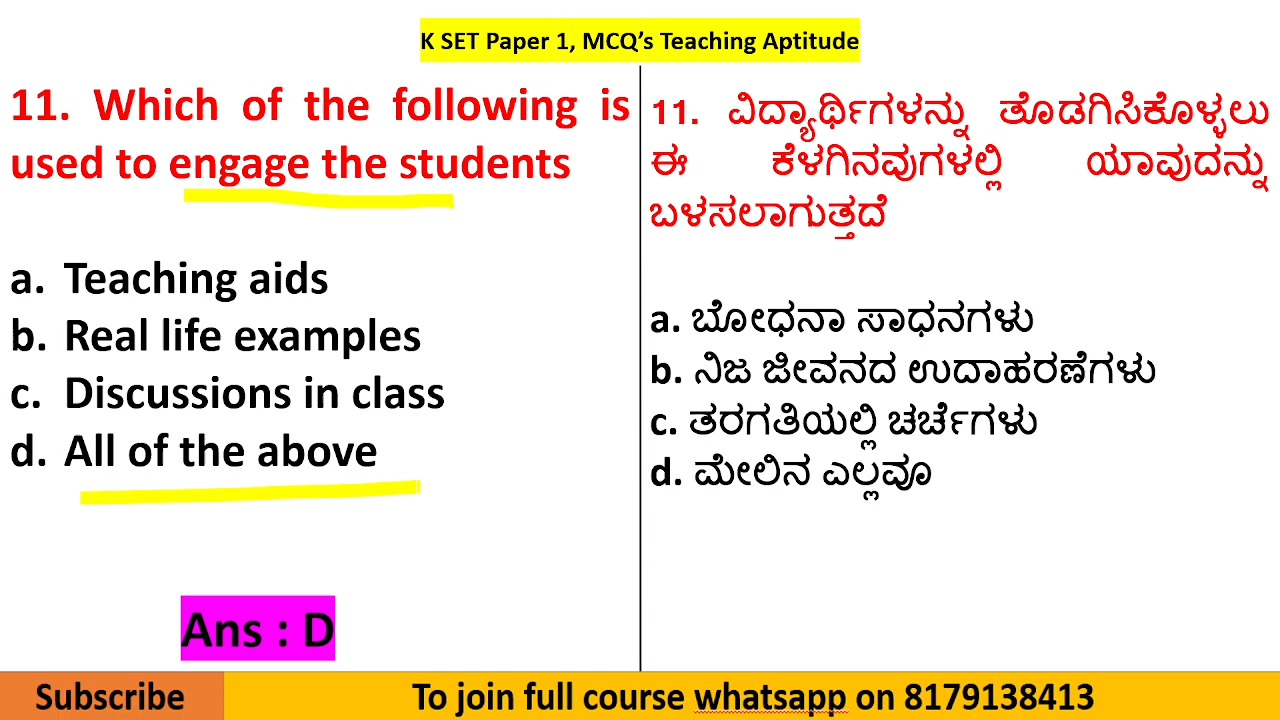 K SET Paper 1, MCQ’s Teaching Aptitude
11. Which of the following is
used to engage the students
a. Teaching aids
b. Real life examples
c. Discussions in class
d. All of the above
Ans : D
11. ವಿದ್ಯಾರ್ಥಿಗಳನ್ನು ತೊಡಗಿಸಿಕೊಳ್ಳಲು
ಈ ಕೆಳಗಿನವುಗಳಲ್ಲಿ ಯಾವುದನ್ನು
ಬಳಸಲಾಗುತ್ತದೆ
a. ಬೋಧನಾ ಸಾಧನಗಳು
b. ನಿಜ ಜೀವನದ ಉದಾಹರಣೆಗಳು
c. ತರಗತಿಯಲ್ಲಿ ಚರ್ಚೆಗಳು
d. ಮೇಲಿನ ಎಲ್ಲವೂ
Subscribe
To join full course whatsapp on 8179138413